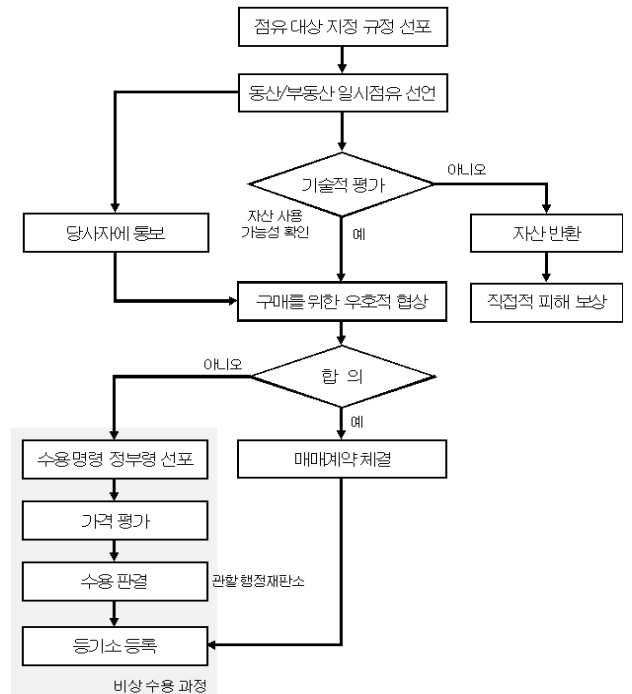 점유 대상 지정 규정 선포
동산/부동산 일시점유 선언
기술적 평가
아니오
자산 사용
가능성 확인
예
당사자에 통보
자산 반환
구매를 위한 우호적 협상
직접적 피해 보상
아니오
합 의
예
수용명령 정부령 선포
매매계약 체결
가격 평가
수용 판결
관할 행정재판소
등기소 등록
비상 수용 과정